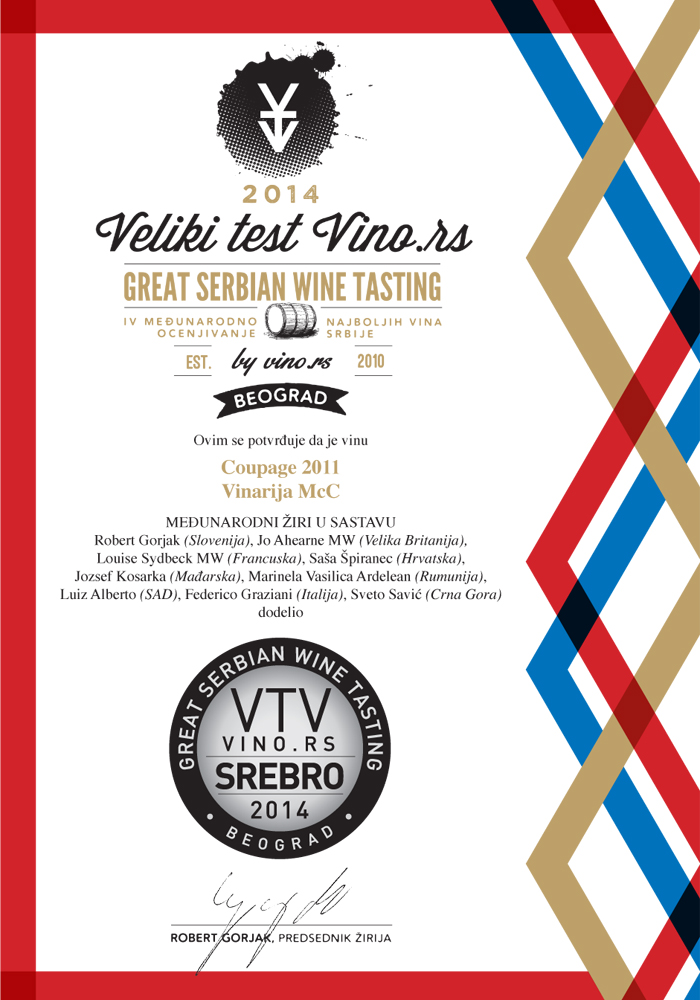 2014
Veliki test Vino.rs
GREAT SERBIAN WINE TASTING
IV MEĐUNARODNO
OCENJIVANJE
NAJBOLJIH VINA
SRBIJE
EST. by vino.rs 2010
BEOGRAD
Ovim se potvrđuje da je vinu
Coupage 2011
Vinarija McC
MEĐUNARODNI ŽIRI U SASTAVU
Robert Gorjak (Slovenija), Jo Ahearne MW (Velika Britanija),
Louise Sydbeck MW (Francuska), Saša Špiranec (Hrvatska),
Jozsef Kosarka (Mađarska), Marinela Vasilica Ardelean (Rumunija),
Luiz Alberto (SAD), Federico Graziani (Italija), Sveto Savić (Crna Gora)
dodelio
GREAT SERBIAN WINE TASTING
VTV
VINO.RS
SREBRO
2014
BEOGRAD
ROBERT GORJAK, PREDSEDNIK ŽIRIJA